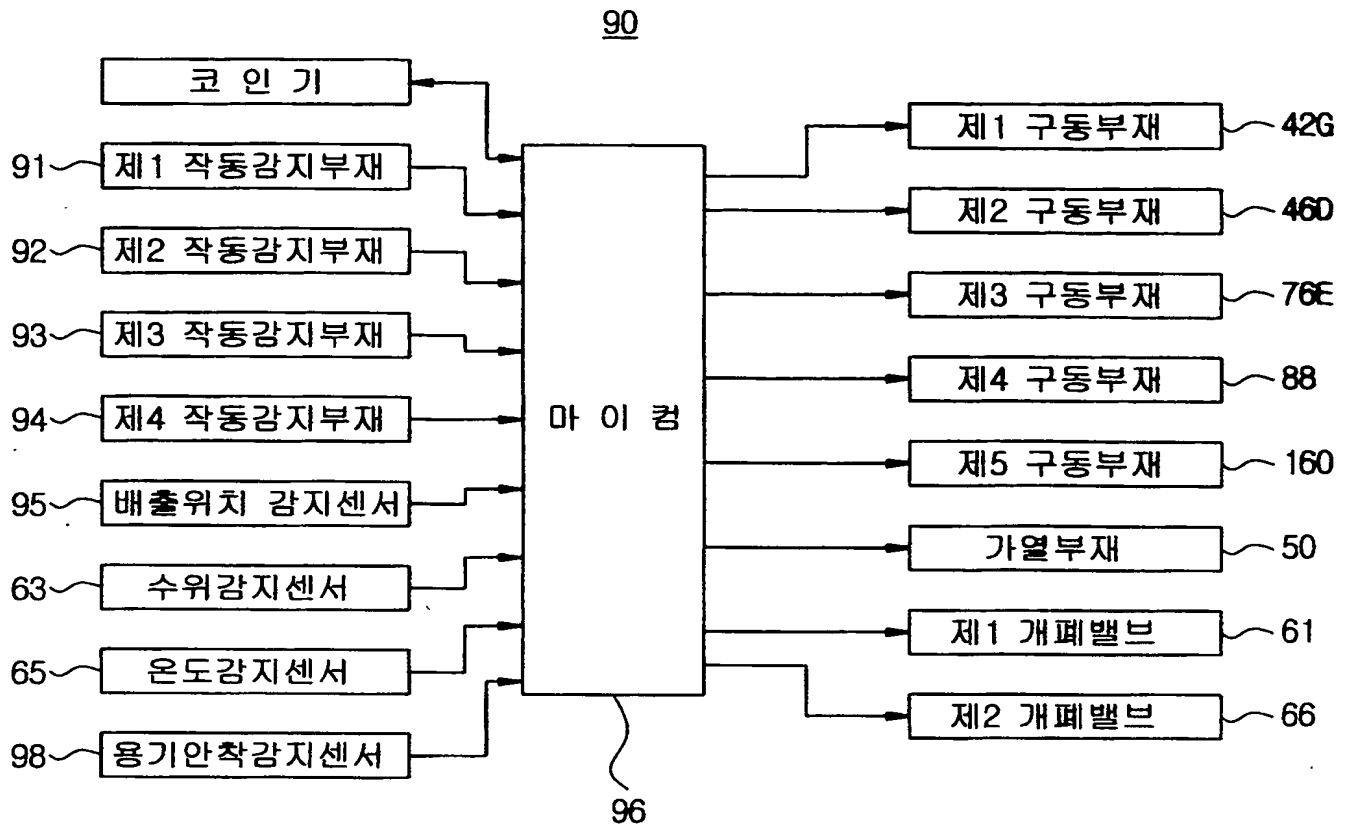 90
코 인 기
91 제1 작동감지부재
92 제2 작동감지부재
93 제3 작동감지부재
94 제4 작동감지부재
95 배출위치 감지센서
63 수위감지센서
65 온도감지센서
98 용기안착감지센서
마 이 컴
96
제1 구동부재 42G
제2 구동부재 46D
제3 구동부재 76E
제4 구동부재 88
제5 구동부재 160
가열부재 50
제1 개폐밸브 61
제2 개폐밸브 66